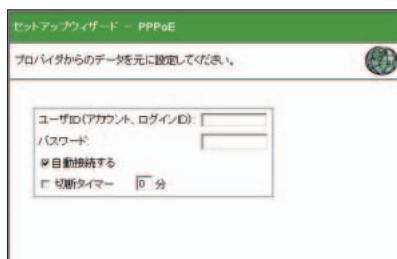 セットアップウィザード － PPPoE
プロバイダからのデータを元に設定してください。
ユーザID(アカウント、ログインID):
パスワード:
自動接続する
切断タイマー 0 分